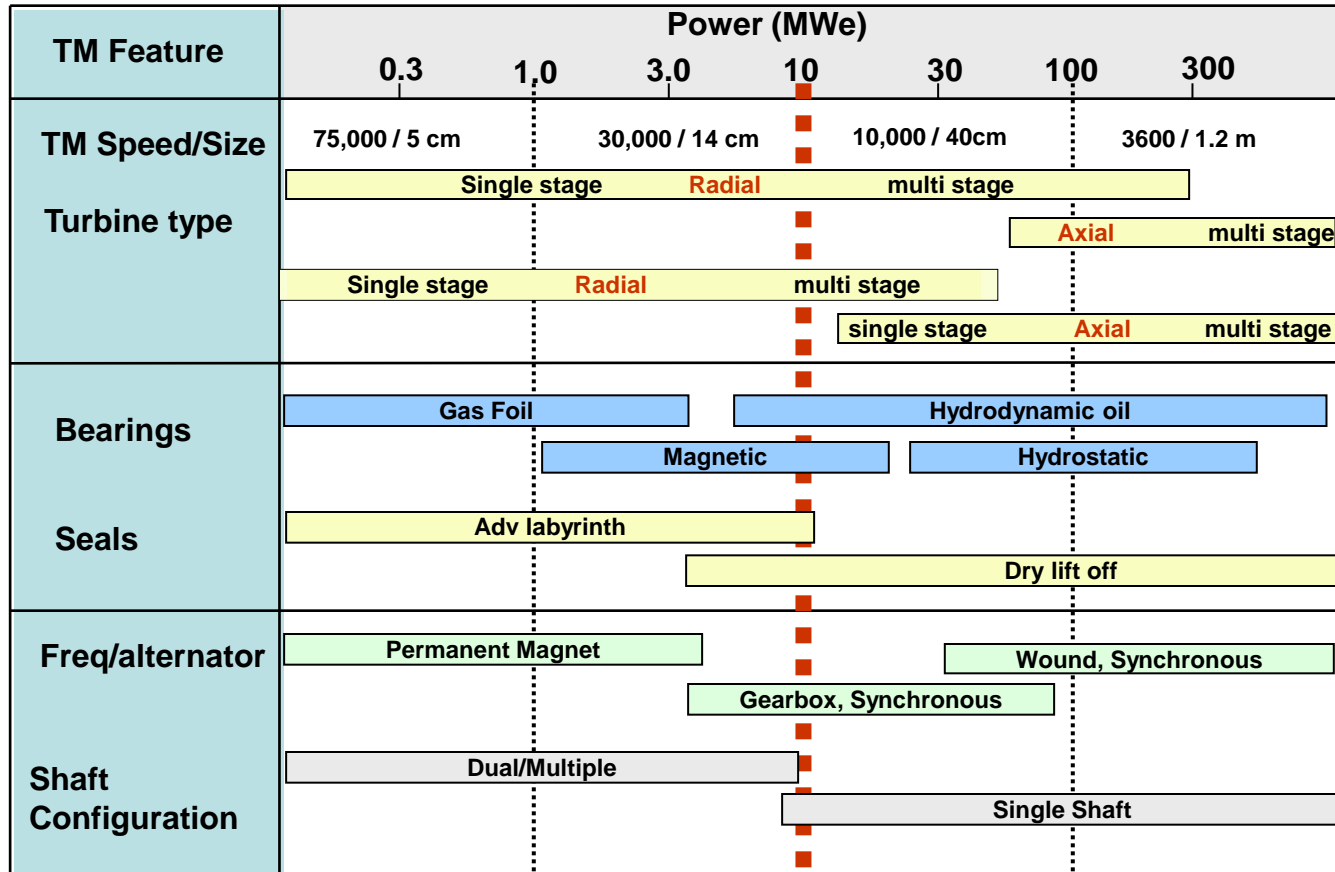 TM Feature
Power (MWe)
0.3 1.0 3.0 10 30 100 300
TM Speed/Size
75,000 / 5 cm 30,000 / 14 cm 10,000 / 40cm 3600 / 1.2 m
Single stage Radial multi stage
Turbine type
Axial multi stage
Single stage Radial multi stage
single stage Axial multi stage
Bearings
Gas Foil Hydrodynamic oil
Magnetic Hydrostatic
Seals
Adv labyrinth
Dry lift off
Freq/alternator
Permanent Magnet Wound, Synchronous
Gearbox, Synchronous
Shaft
Configuration
Dual/Multiple
Single Shaft